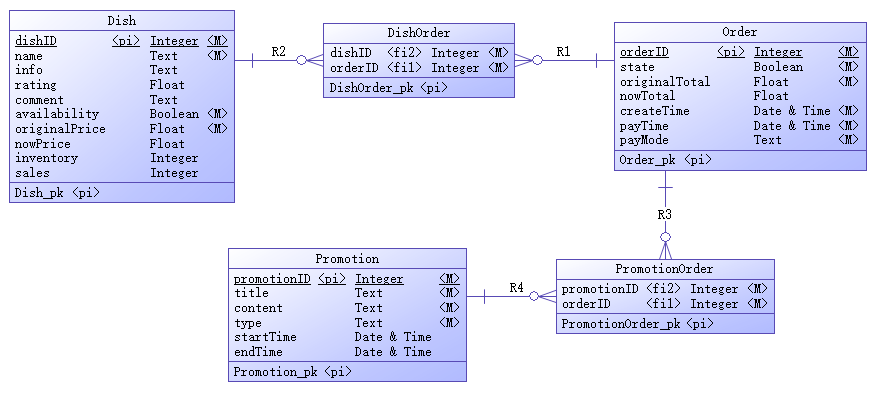 Dish
dishID <pi> Integer <M>
name Text <M>
info Text
rating Float
comment Text
availability Boolean <M>
originalPrice Float <M>
nowPrice Float
inventory Integer
sales Integer
Dish_pk <pi>
R2
DishOrder
dishID <fi2> Integer <M>
orderID <fi1> Integer <M>
DishOrder_pk <pi>
R1
Order
orderID <pi> Integer <M>
state Boolean <M>
originalTotal Float <M>
nowTotal Float
createTime Date & Time <M>
payTime Date & Time <M>
payMode Text <M>
Order_pk <pi>
R3
Promotion
promotionID <pi> Integer <M>
title Text <M>
content Text <M>
type Text <M>
startTime Date & Time
endTime Date & Time
Promotion_pk <pi>
R4
PromotionOrder
promotionID <fi2> Integer <M>
orderID <fi1> Integer <M>
PromotionOrder_pk <pi>